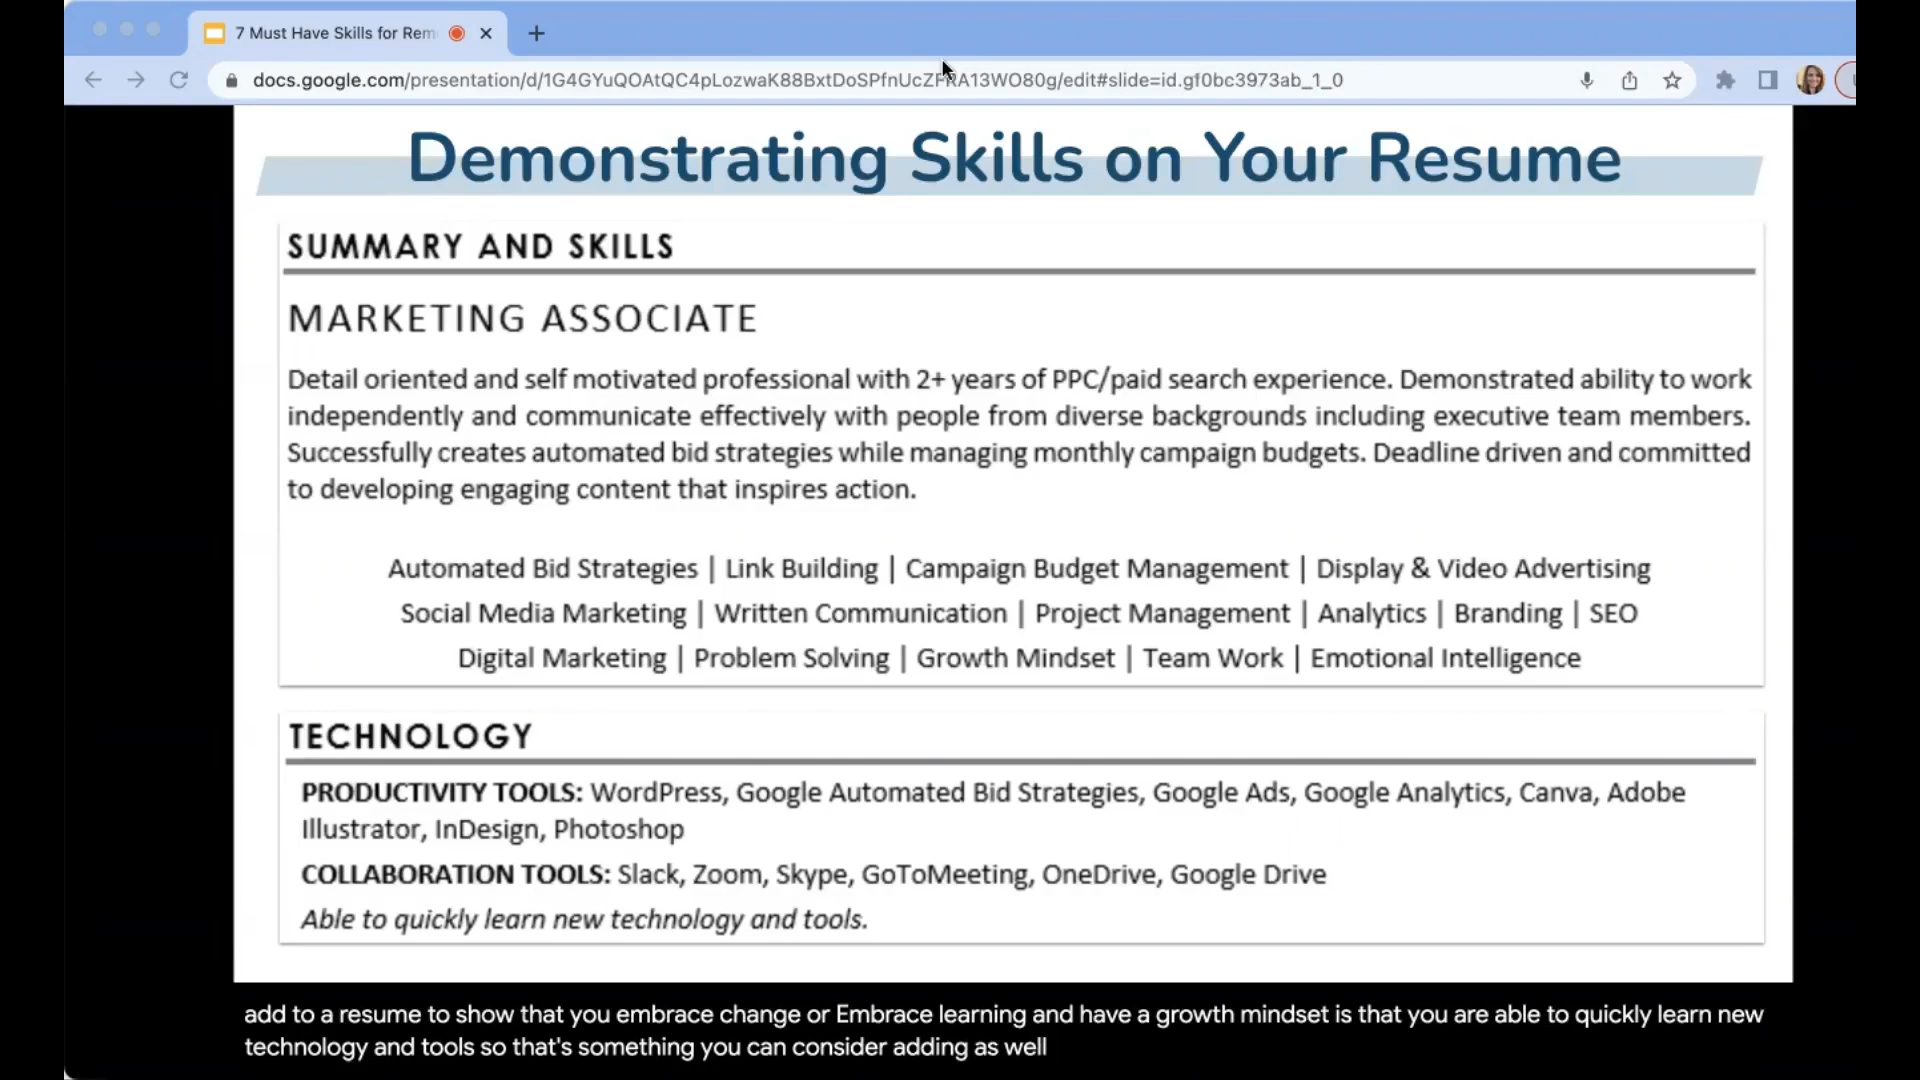 7 Must Have Skills for Rem
docs.google.com/presentation/d/1G4GYuQOAtQC4pLozwaK88BxtDoSPfnUcZFRA13WO80g/edit#slide=id.gf0bc3973ab_1_0
Demonstrating Skills on Your Resume
SUMMARY AND SKILLS
MARKETING ASSOCIATE
Detail oriented and self motivated professional with 2+ years of PPC/paid search experience. Demonstrated ability to work
independently and communicate effectively with people from diverse backgrounds including executive team members.
Successfully creates automated bid strategies while managing monthly campaign budgets. Deadline driven and committed
to developing engaging content that inspires action.
Automated Bid Strategies | Link Building | Campaign Budget Management | Display & Video Advertising
Social Media Marketing | Written Communication | Project Management | Analytics | Branding | SEO
Digital Marketing | Problem Solving | Growth Mindset | Team Work | Emotional Intelligence
TECHNOLOGY
PRODUCTIVITY TOOLS: WordPress, Google Automated Bid Strategies, Google Ads, Google Analytics, Canva, Adobe
Illustrator, InDesign, Photoshop
COLLABORATION TOOLS: Slack, Zoom, Skype, GoToMeeting, OneDrive, Google Drive
Able to quickly learn new technology and tools.
add to a resume to show that you embrace change or Embrace learning and have a growth mindset is that you are able to quickly learn new
technology and tools so that's something you can consider adding as well